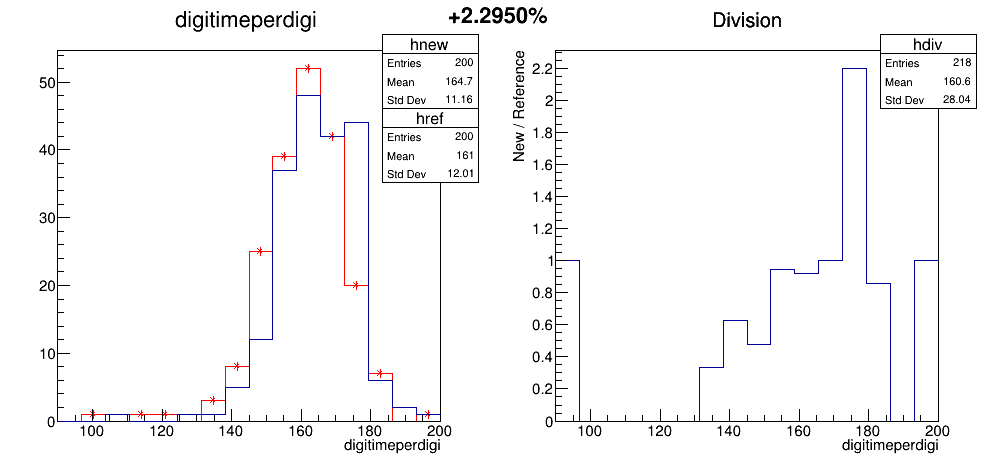 digitimeperdigi
+2.2950%
Division
hnew
Entries 200
Mean 164.7
Std Dev 11.16
href
Entries 200
Mean 161
Std Dev 12.01
50
40
30
20
10
0
100 120 140 160 180 200
digitimeperdigi
hdiv
Entries 218
Mean 160.6
Std Dev 28.04
New / Reference
2.2
2
1.8
1.6
1.4
1.2
1
0.8
0.6
0.4
0.2
0
100 120 140 160 180 200
digitimeperdigi